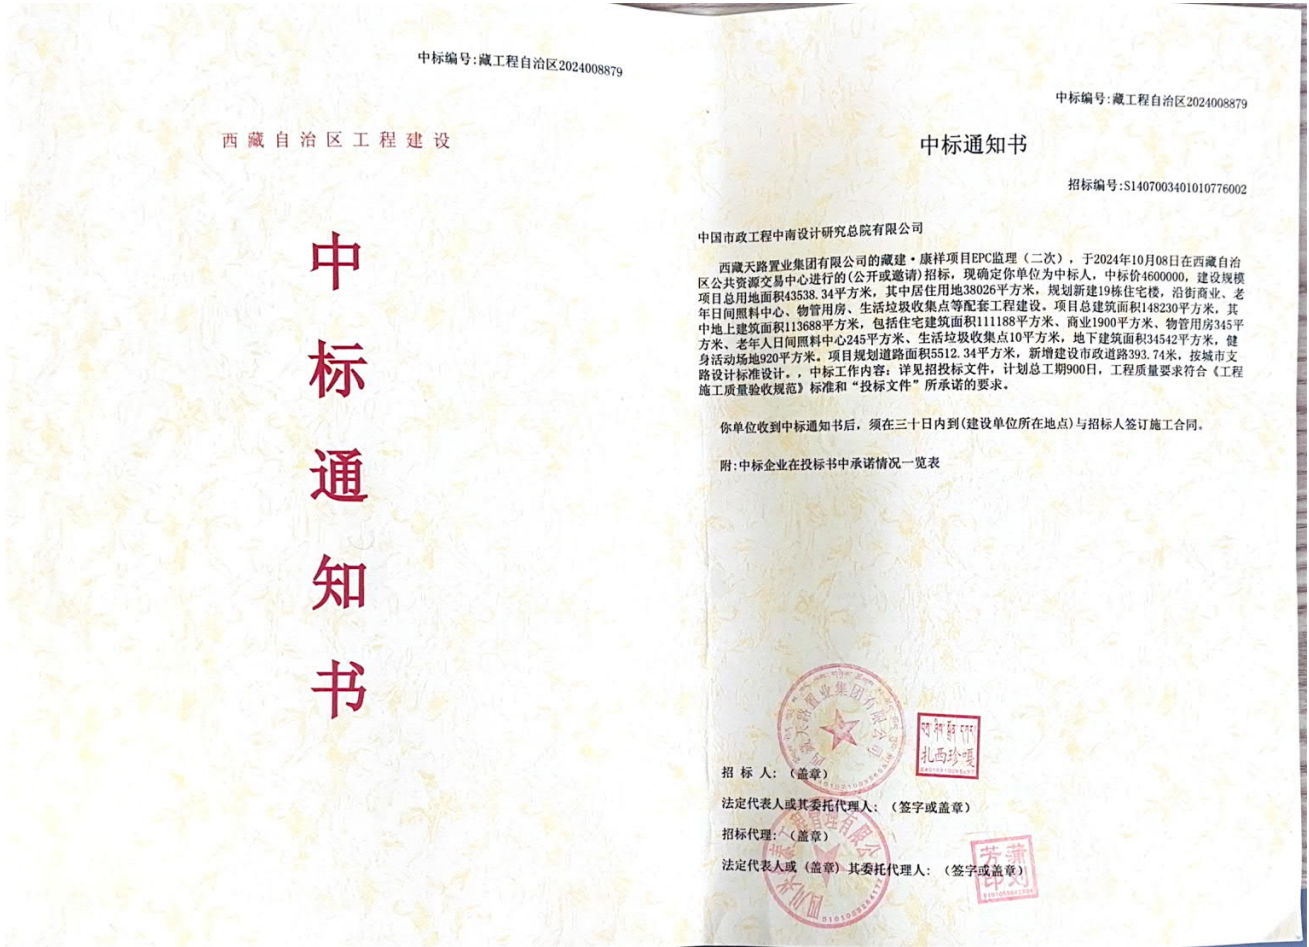 中标编号:藏工程自治区2024008879
西藏自治区工程建设
中
标
通
知
书
中标编号:藏工程自治区2024008879
中标通知书
招标编号:S1407003401010776002
中国市政工程中南设计研究总院有限公司
西藏天路置业集团有限公司的藏建·康样项目EPC监理（二次），于2024年10月08日在西藏自治
区公共资源交易中心进行的(公开或邀请)招标，现确定你单位为中标人，中标价4600000，建设规模
项目总用地面积43538.34平方米，其中居住用地38026平方米，规划新建19栋住宅楼，沿街商业、老
年日间照料中心、物管用房、生活垃圾收集点等配套工程建设。项目总建筑面积148230平方米，其
中地上建筑面积113688平方米，包括住宅建筑面积111188平方米、商业1900平方米、物管用房345平
方米、老年人日间照料中心245平方米、生活垃圾收集点10平方米，地下建筑面积34542平方米，健
身活动场地920平方米。项目规划道路面积5512.34平方米，新增建设市政道路393.74米，按城市支
路设计标准设计。，中标工作内容：详见招投标文件，计划总工期900日，工程质量要求符合《工程
施工质量验收规范》标准和“投标文件”所承诺的要求。
你单位收到中标通知书后，须在三十日内到(建设单位所在地点)与招标人签订施工合同。
附:中标企业在投标书中承诺情况一览表
西藏天路置业集团有限公司
扎西珍嘎
招 标 人：（盖章）
法定代表人或其委托代理人：（签字或盖章）
招标代理：（盖章）
法定代表人或（盖章）其委托代理人：（签字或盖章）